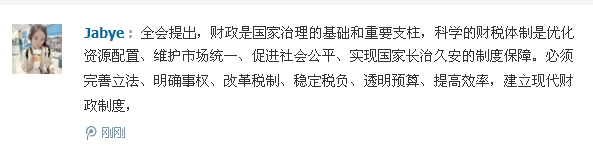 Jabye：全会提出，财政是国家治理的基础和重要支柱，科学的财税体制是优化
资源配置、维护市场统一、促进社会公平、实现国家长治久安的制度保障。必须
完善立法、明确事权、改革税制、稳定税负、透明预算、提高效率，建立现代财
政制度，
刚刚